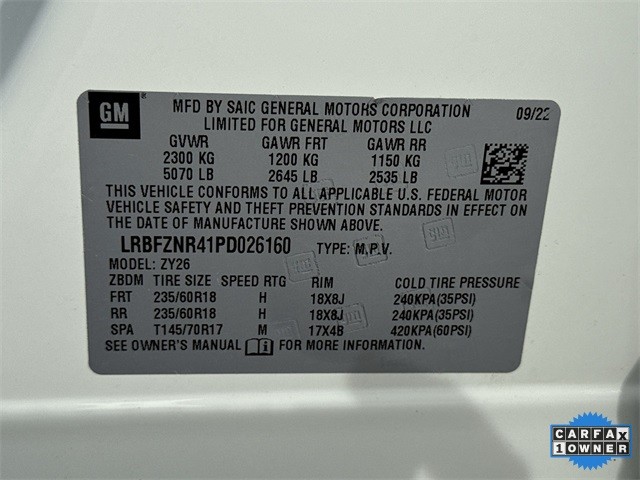 GM
MFD BY SAIC GENERAL MOTORS CORPORATION 09/22
LIMITED FOR GENERAL MOTORS LLC
GVWR GAWR FRT GAWR RR
2300 KG 1200 KG 1150 KG
5070 LB 2645 LB 2535 LB
THIS VEHICLE CONFORMS TO ALL APPLICABLE U.S. FEDERAL MOTOR
VEHICLE SAFETY AND THEFT PREVENTION STANDARDS IN EFFECT ON
THE DATE OF MANUFACTURE SHOWN ABOVE.
LRBFZNR41PD026160 TYPE: M.P.V.
MODEL: ZY26
ZBDM TIRE SIZE SPEED RTG RIM COLD TIRE PRESSURE
FRT 235/60R18 H 18X8J 240KPA(35PSI)
RR 235/60R18 H 18X8J 240KPA(35PSI)
SPA T145/70R17 M 17X4B 420KPA(60PSI)
SEE OWNER'S MANUAL i FOR MORE INFORMATION.
CARFAX
1OWNER